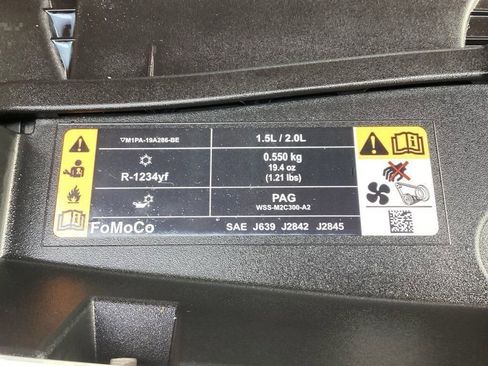 ▽M1PA-19A286-BE
1.5L / 2.0L
R-1234yf
0.550 kg
19.4 oz
(1.21 lbs)
PAG
WSS-M2C300-A2
FoMoCo
SAE J639 J2842 J2845